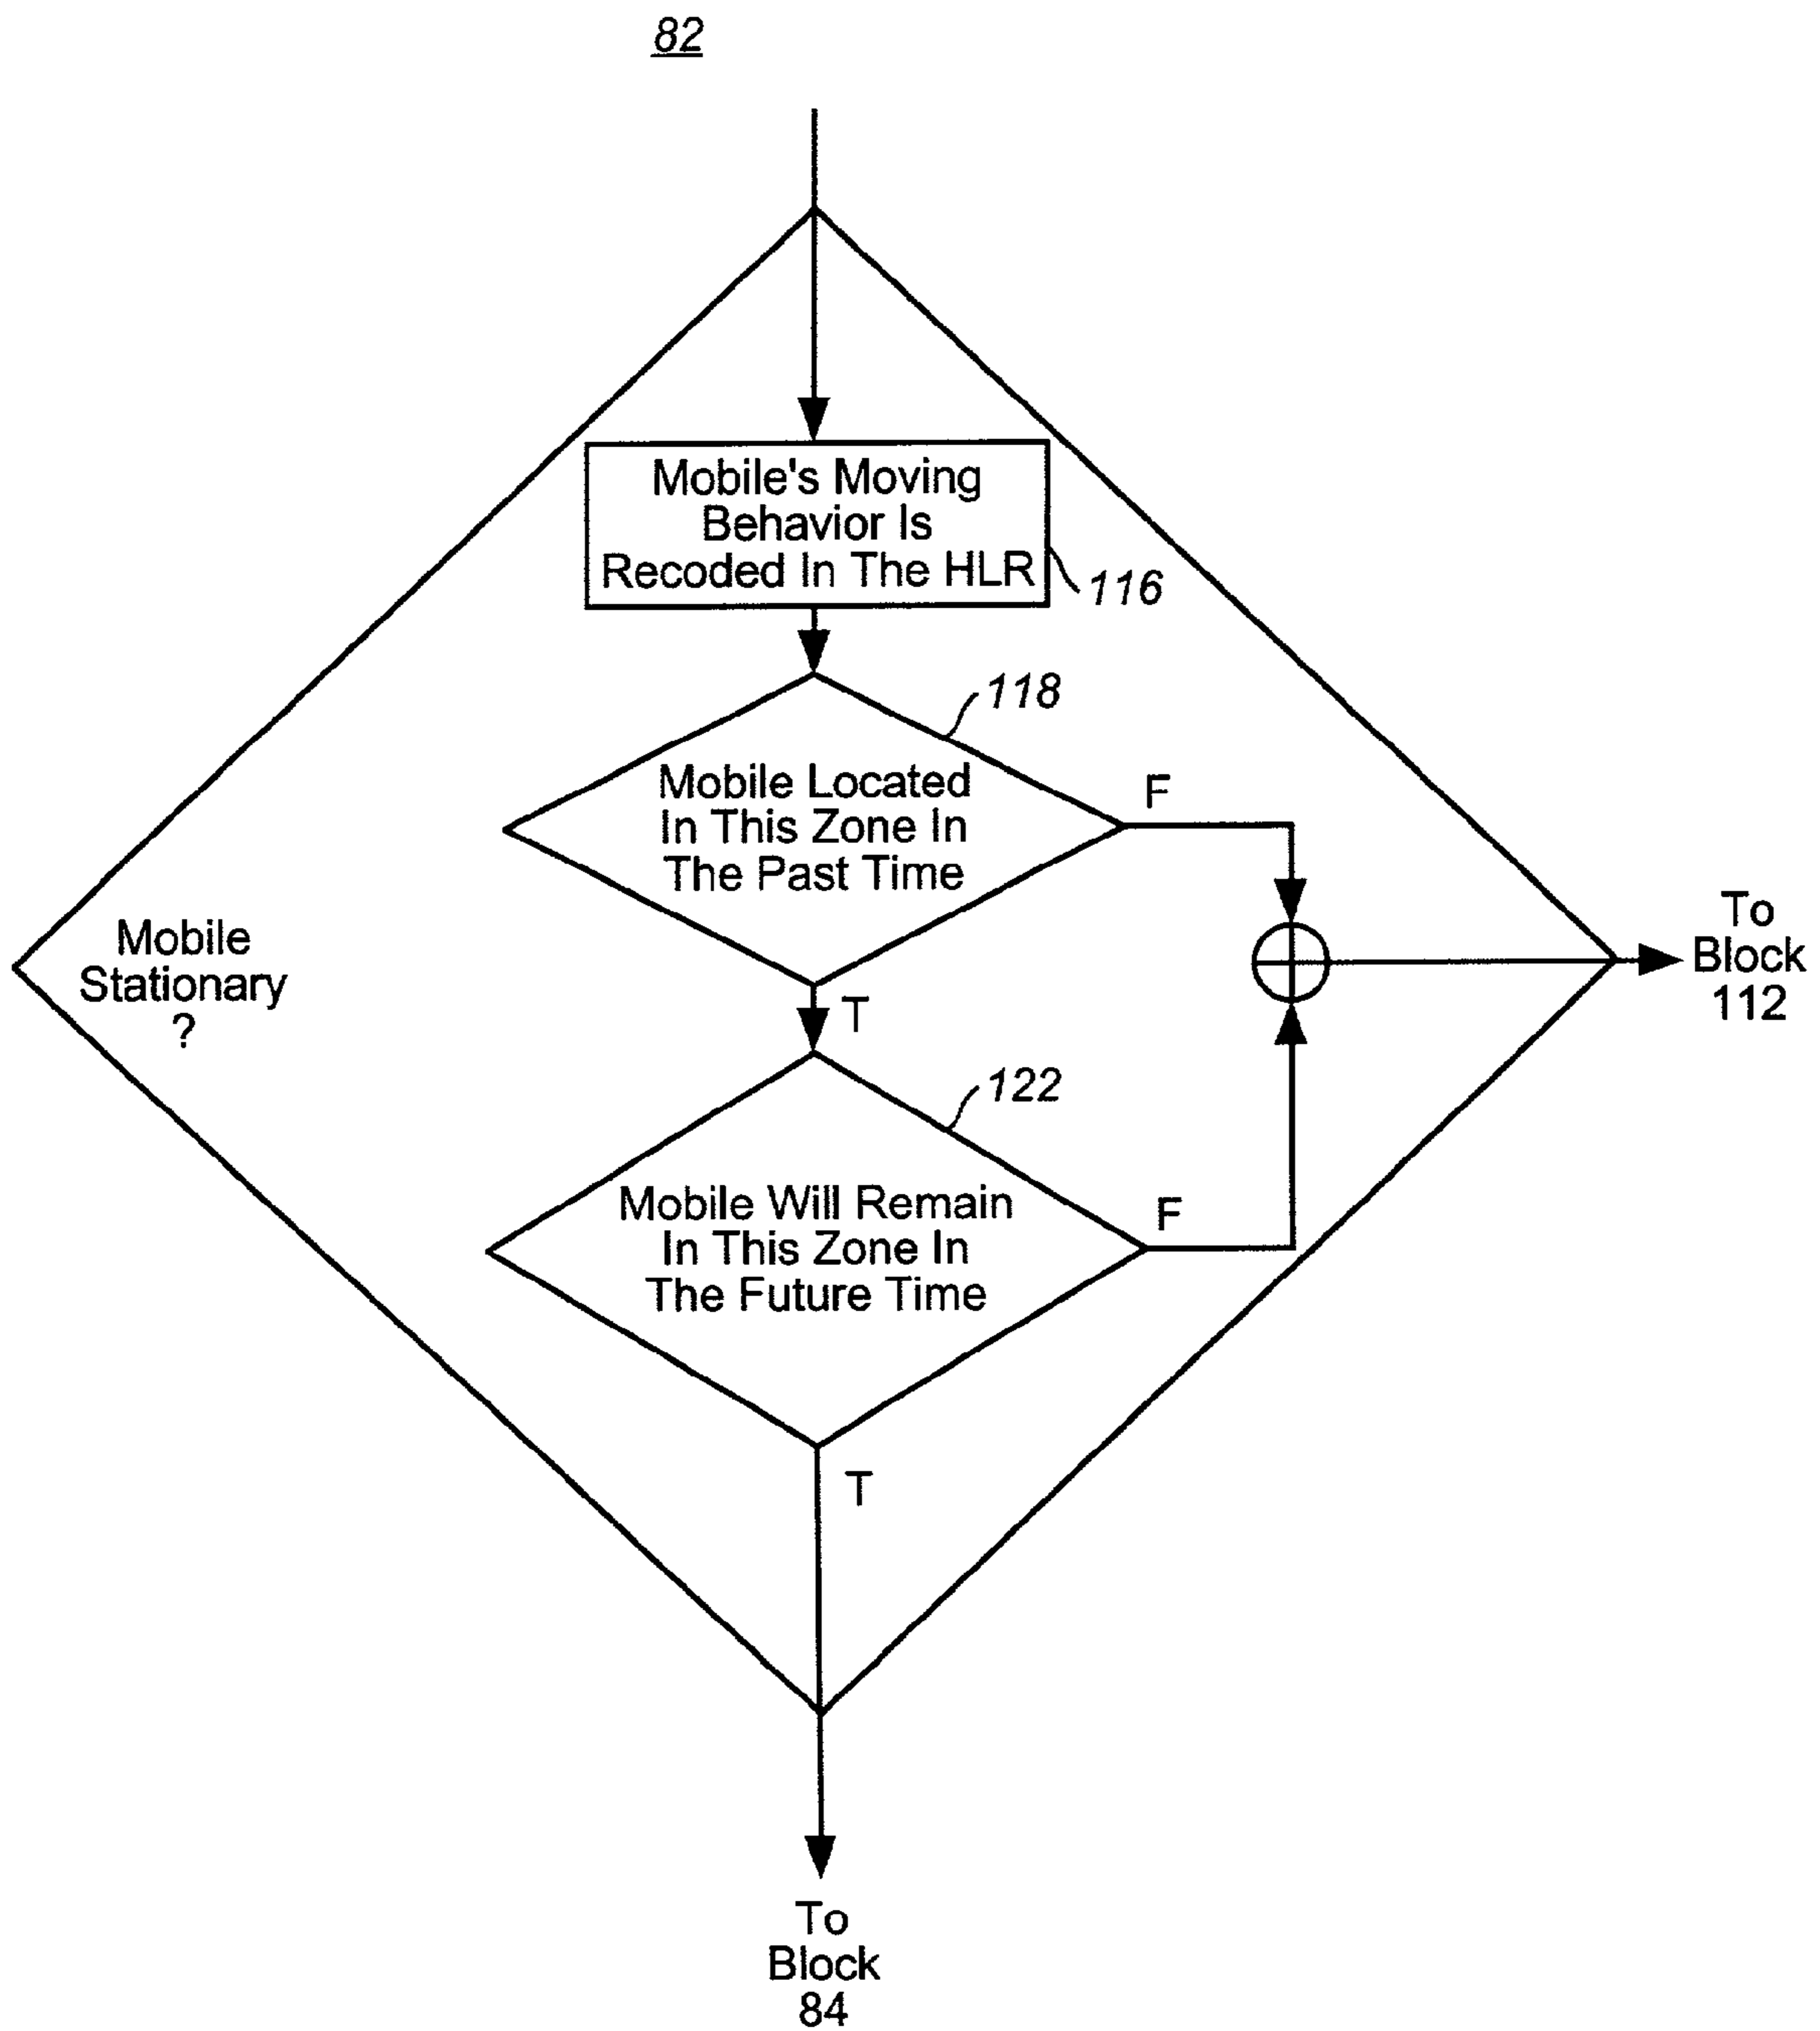 82
Mobile's Moving
Behavior Is
Recoded In The HLR
116
118
Mobile Located
In This Zone In
The Past Time
F
To
Block
112
Mobile
Stationary
?
T
122
Mobile Will Remain
In This Zone In
The Future Time
F
T
To
Block
84